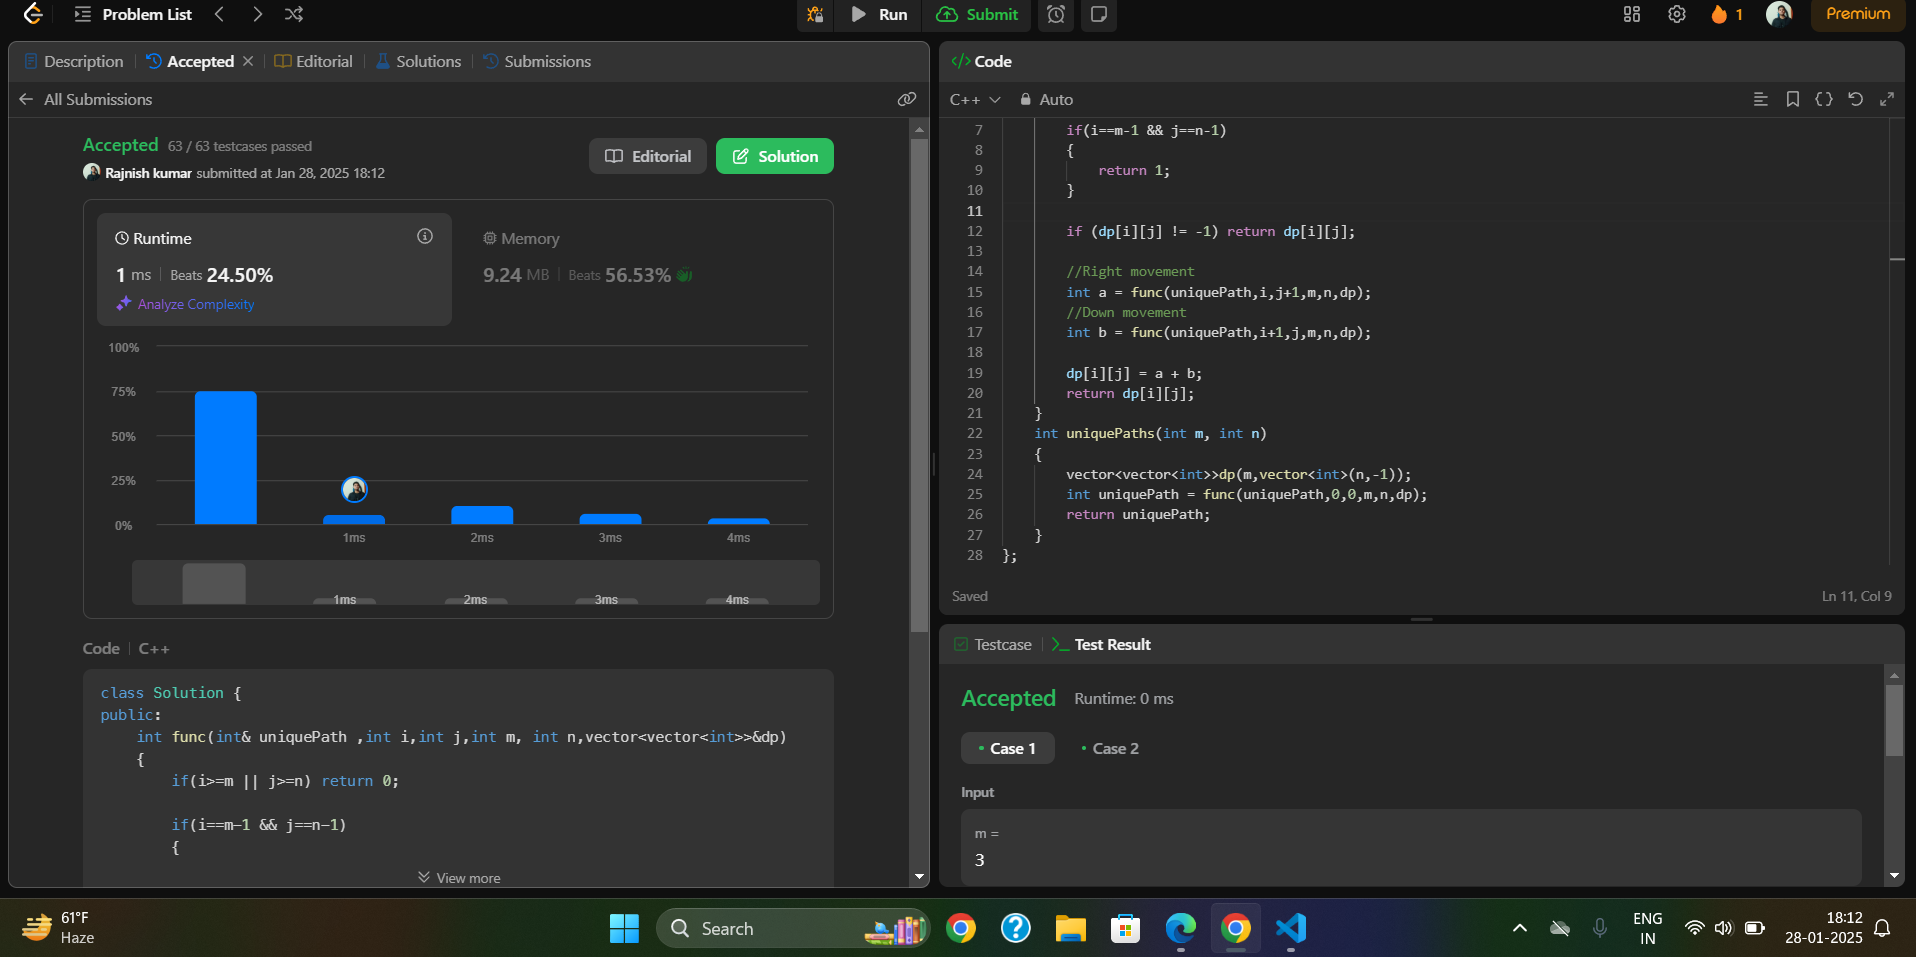 Problem List
Run
Submit
1
Premium
Description
Accepted
Editorial
Solutions
Submissions
All Submissions
Accepted 63 / 63 testcases passed
Rajnish kumar submitted at Jan 28, 2025 18:12
Editorial
Solution
Runtime
1 ms | Beats 24.50%
Analyze Complexity
Memory
9.24 MB | Beats 56.53%
100%
75%
50%
25%
0%
1ms 2ms 3ms 4ms
1ms 2ms 3ms 4ms
Code | C++
class Solution {
public:
    int func(int& uniquePath ,int i,int j,int m, int n,vector<vector<int>>&dp)
    {
        if(i>=m || j>=n) return 0;
        if(i==m-1 && j==n-1)
        {
View more
</> Code
C++
Auto
7         if(i==m-1 && j==n-1)
8         {
9             return 1;
10         }
11
12         if (dp[i][j] != -1) return dp[i][j];
13
14         //Right movement
15         int a = func(uniquePath,i,j+1,m,n,dp);
16         //Down movement
17         int b = func(uniquePath,i+1,j,m,n,dp);
18
19         dp[i][j] = a + b;
20         return dp[i][j];
21     }
22     int uniquePaths(int m, int n)
23     {
24         vector<vector<int>>dp(m,vector<int>(n,-1));
25         int uniquePath = func(uniquePath,0,0,m,n,dp);
26         return uniquePath;
27     }
28 };
Saved
Ln 11, Col 9
Testcase
Test Result
Accepted Runtime: 0 ms
Case 1
Case 2
Input
m =
3
61°F
Haze
Search
ENG
IN
18:12
28-01-2025